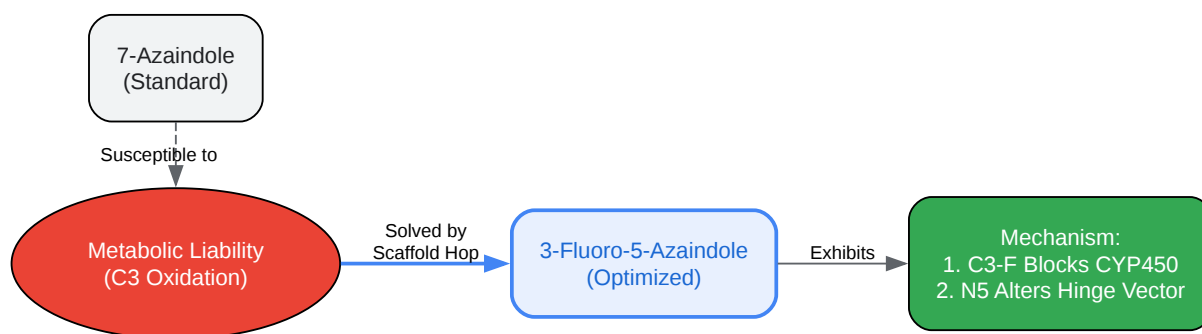 7-Azaindole
(Standard)
Susceptible to
Metabolic Liability
(C3 Oxidation)
Solved by
Scaffold Hop
3-Fluoro-5-Azaindole
(Optimized)
Exhibits
Mechanism:
1. C3-F Blocks CYP450
2. N5 Alters Hinge Vector